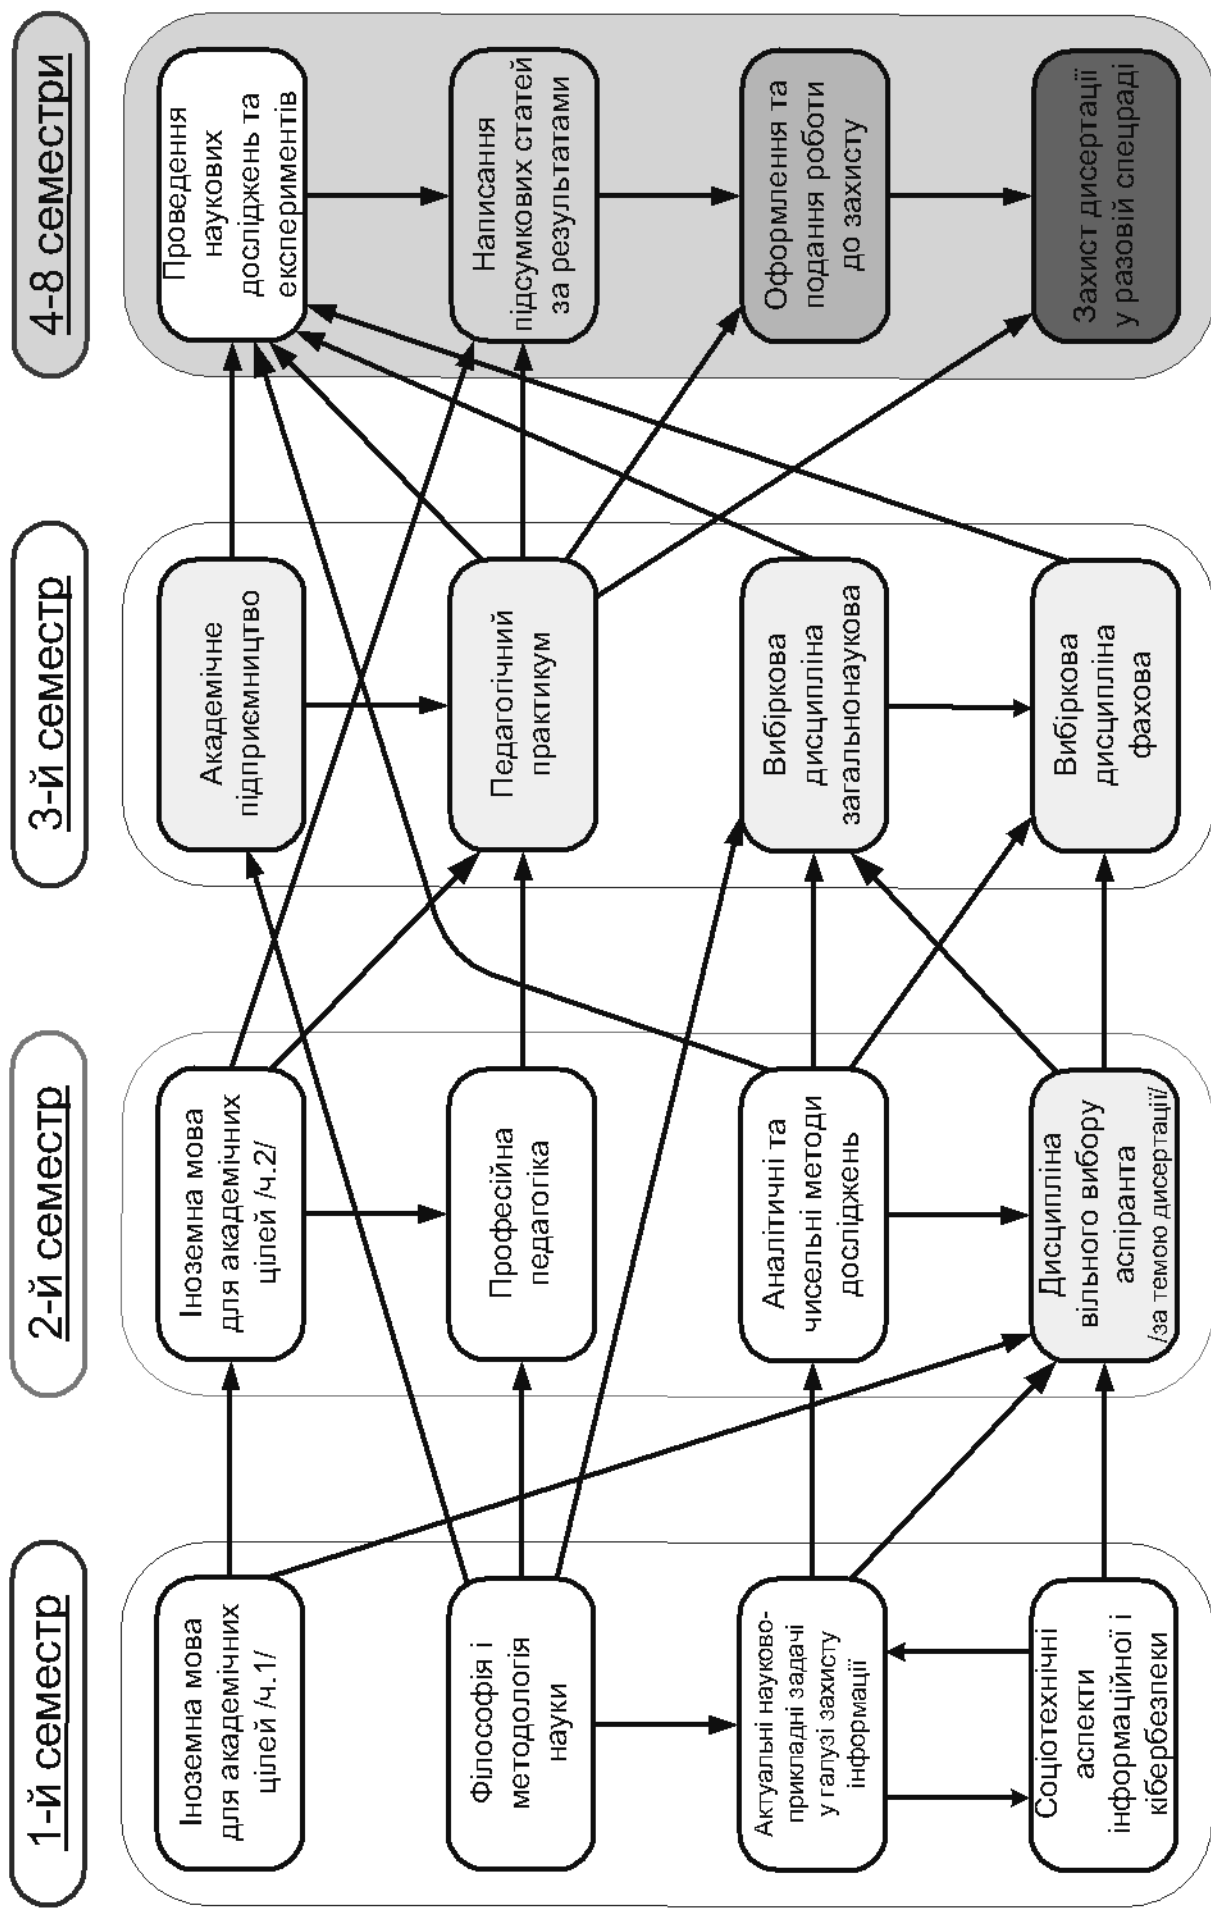 1-й семестр
Іноземна мова
для академічних
цілей /ч.1/
Філософія і
методологія
науки
Актуальні науково-
прикладні задачі
у галузі захисту
інформації
Соціотехнічні
аспекти
інформаційної і
кібербезпеки
2-й семестр
Іноземна мова
для академічних
цілей /ч.2/
Професійна
педагогіка
Аналітичні та
чисельні методи
досліджень
Дисципліна
вільного вибору
аспіранта
/за темою дисертації/
3-й семестр
Академічне
підприємництво
Педагогічний
практикум
Вибіркова
дисципліна
загальнонаукова
Вибіркова
дисципліна
фахова
4-8 семестри
Проведення
наукових
досліджень та
експериментів
Написання
підсумкових статей
за результатами
Оформлення та
подання роботи
до захисту
Захист дисертації
у разовій спецраді